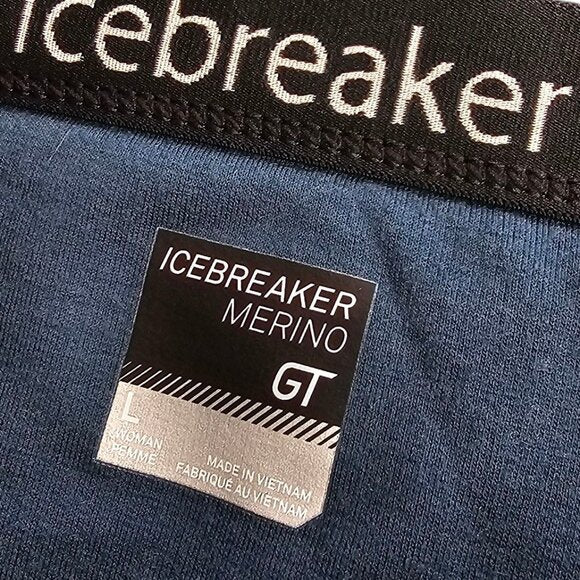 icebreaker
ICEBREAKER
MERINO
GT
L
WOMAN
FEMME
MADE IN VIETNAM
FABRIQUÉ AU VIETNAM